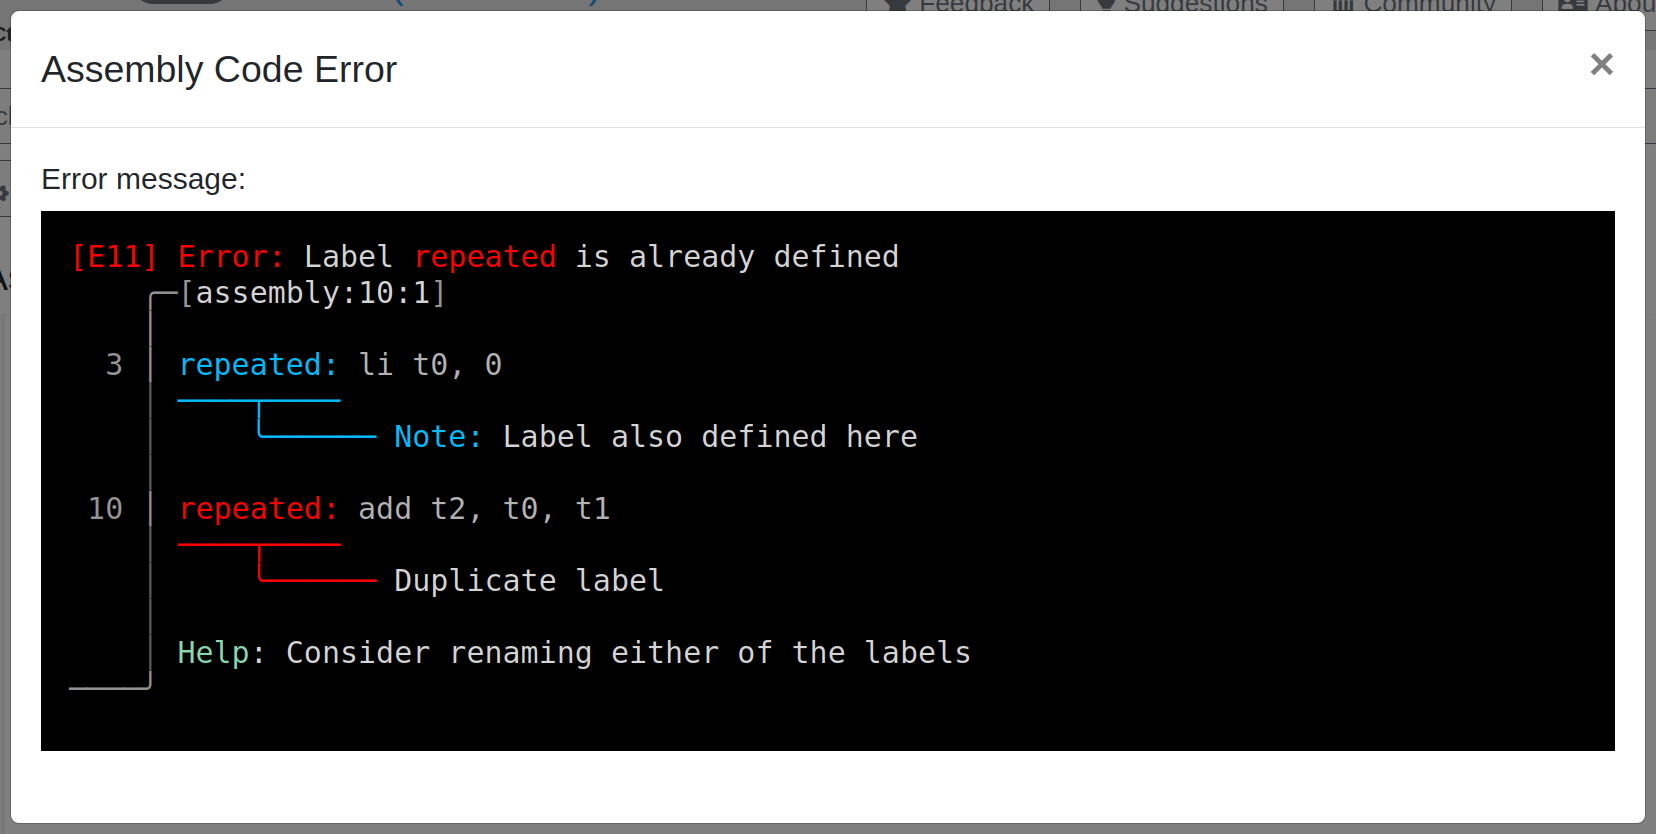 Feedback
Suggestions
Community
Assembly Code Error
×
Error message:
[E11] Error: Label repeated is already defined
[assembly:10:1]
3 repeated: li t0, 0
Note: Label also defined here
10 repeated: add t2, t0, t1
Duplicate label
Help: Consider renaming either of the labels